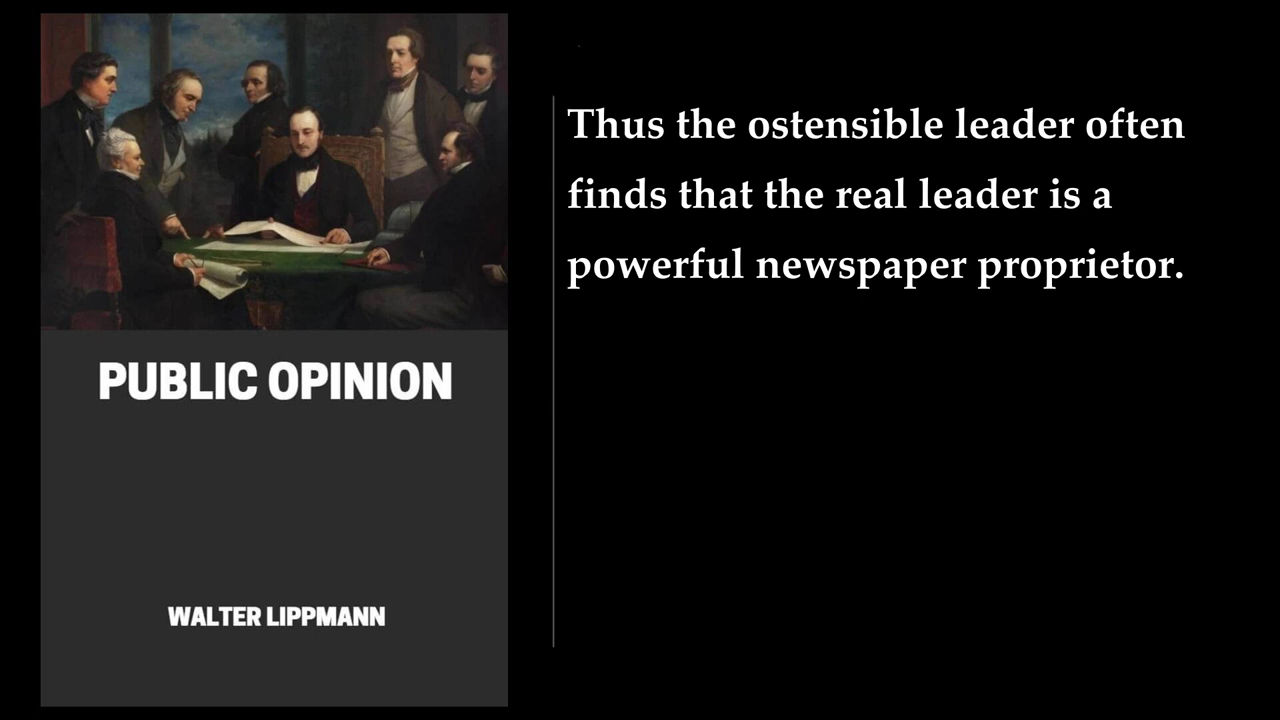 PUBLIC OPINION
WALTER LIPPMANN
Thus the ostensible leader often
finds that the real leader is a
powerful newspaper proprietor.